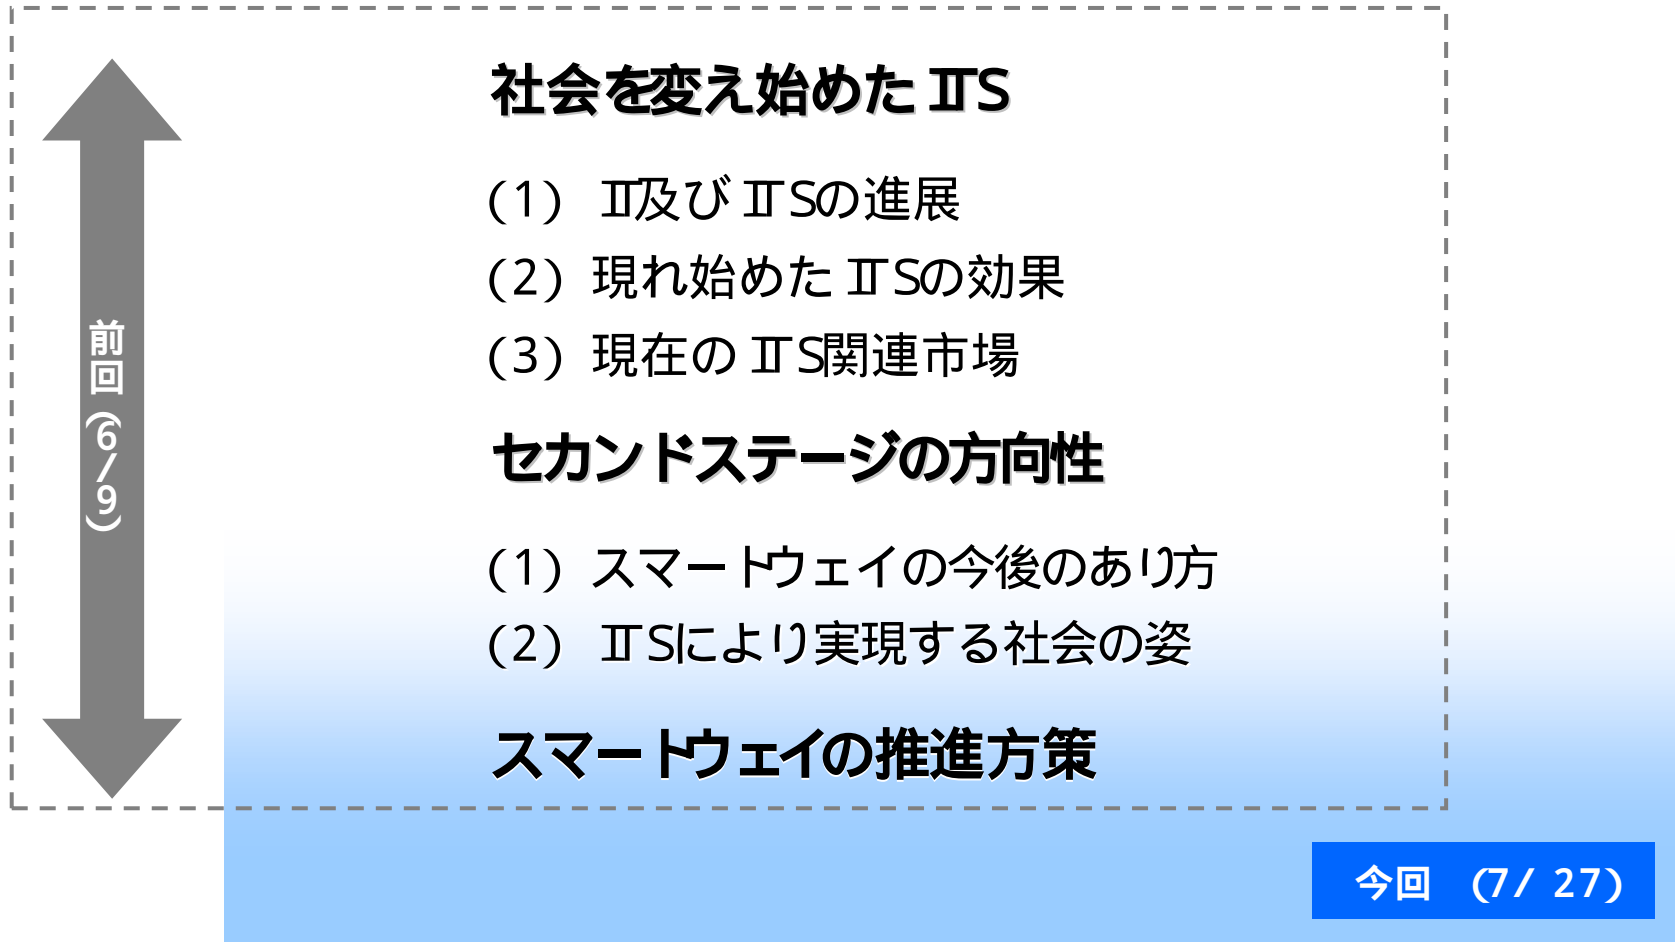 社会を変え始めたITS
(1) IT及びITSの進展
(2) 現れ始めたITSの効果
(3) 現在のITS関連市場
前回(6/9)
セカンドステージの方向性
(1) スマートウェイの今後のあり方
(2) ITSにより実現する社会の姿
スマートウェイの推進方策
今回 (7/27)